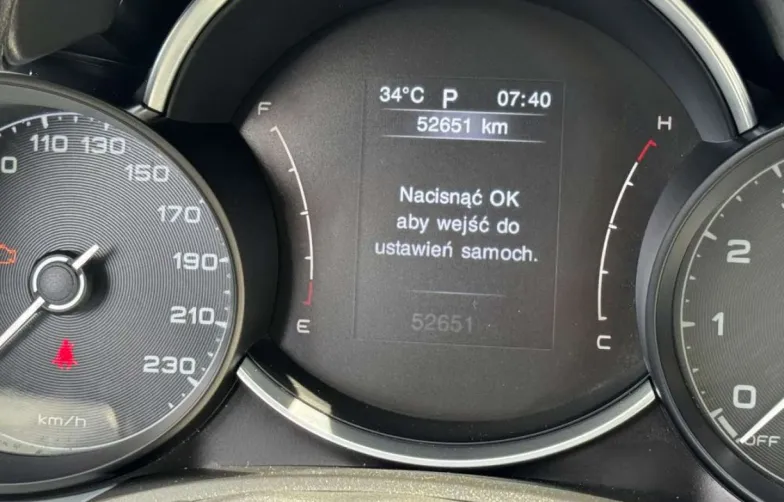 34°C P 07:40
52651 km
Nacisnąć OK
aby wejść do
ustawień samoch.
52651
F
E
H
C
110
130
150
170
190
210
230
km/h
2
1
0
OFF